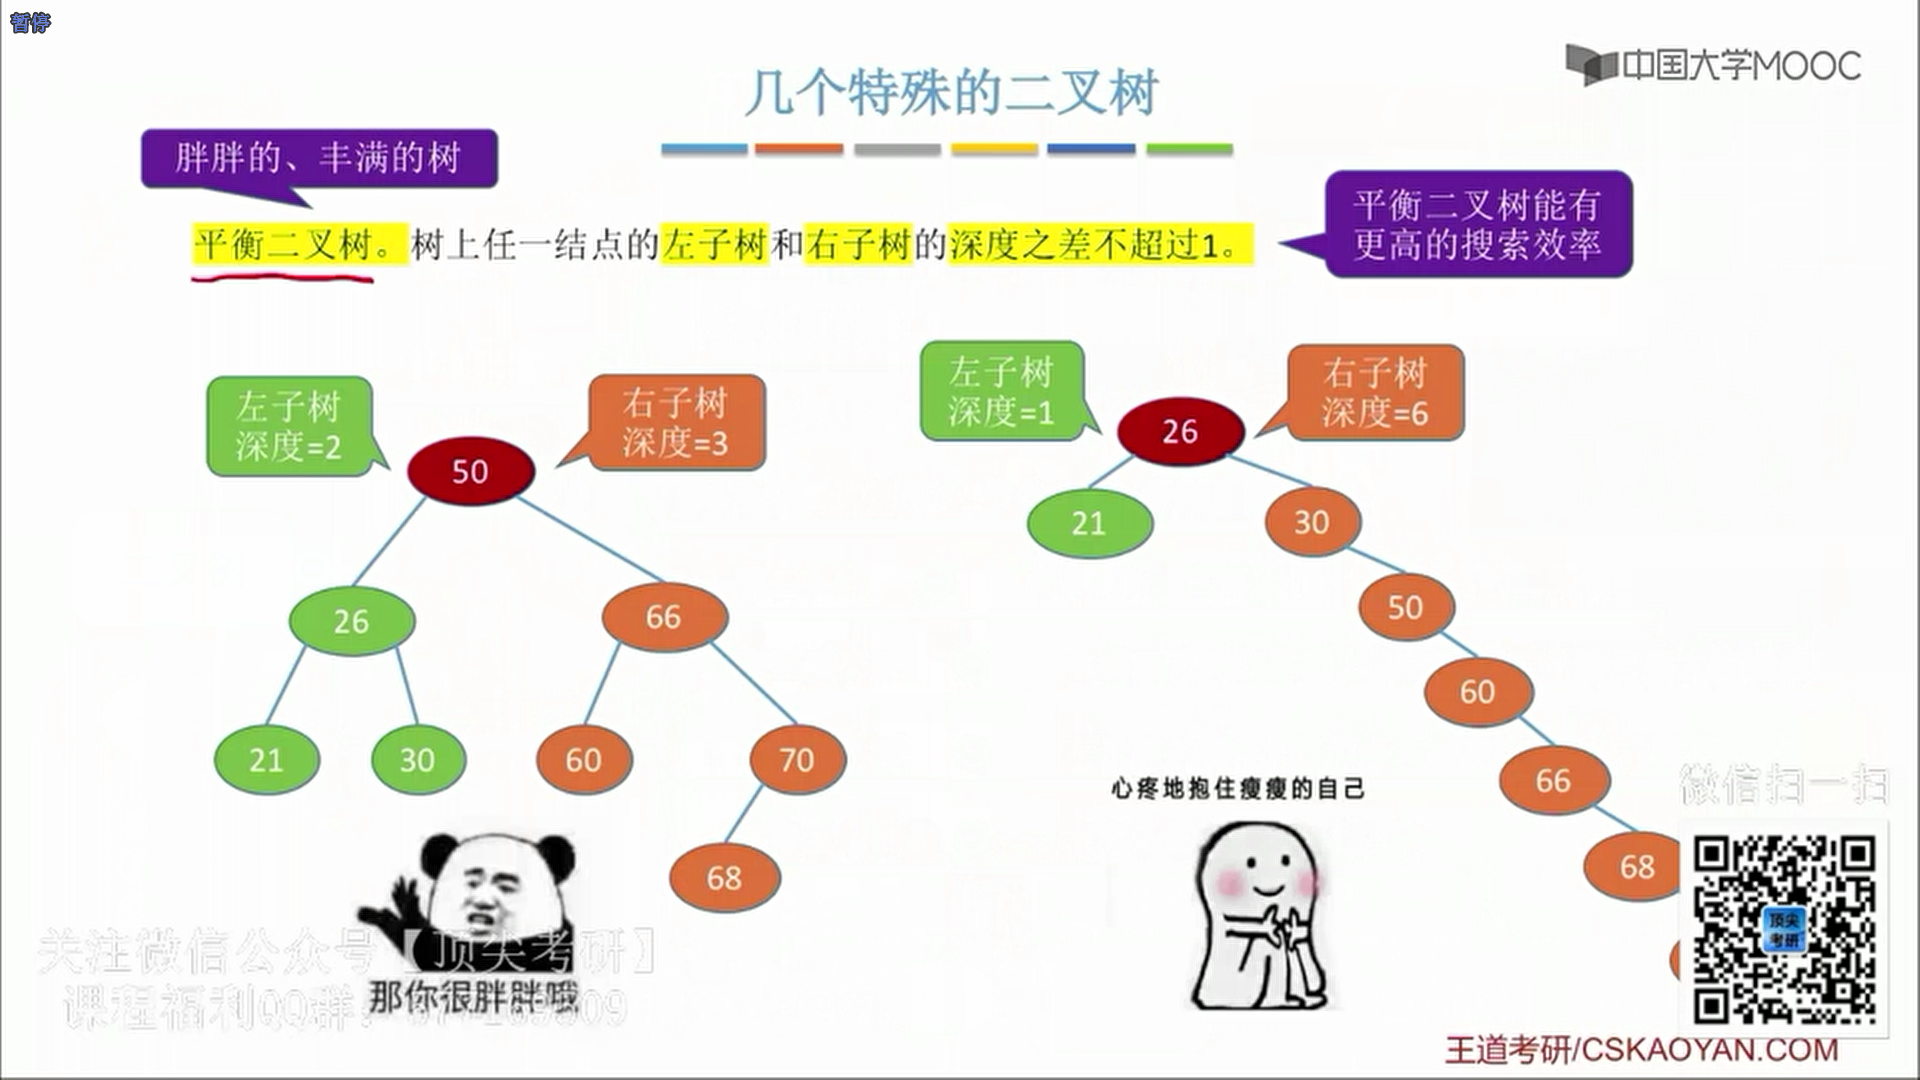 暂停
中国大学MOOC
几个特殊的二叉树
胖胖的、丰满的树
平衡二叉树。树上任一结点的左子树和右子树的深度之差不超过1。
平衡二叉树能有
更高的搜索效率
左子树
深度=2
右子树
深度=3
50
26
66
21
30
60
70
68
左子树
深度=1
右子树
深度=6
26
21
30
50
60
66
68
心疼地抱住瘦瘦的自己
微信扫一扫
顶尖
考研
关注微信公众号【顶尖考研】
课程福利QQ群:
那你很胖胖哦
王道考研/CSKAOYAN.COM